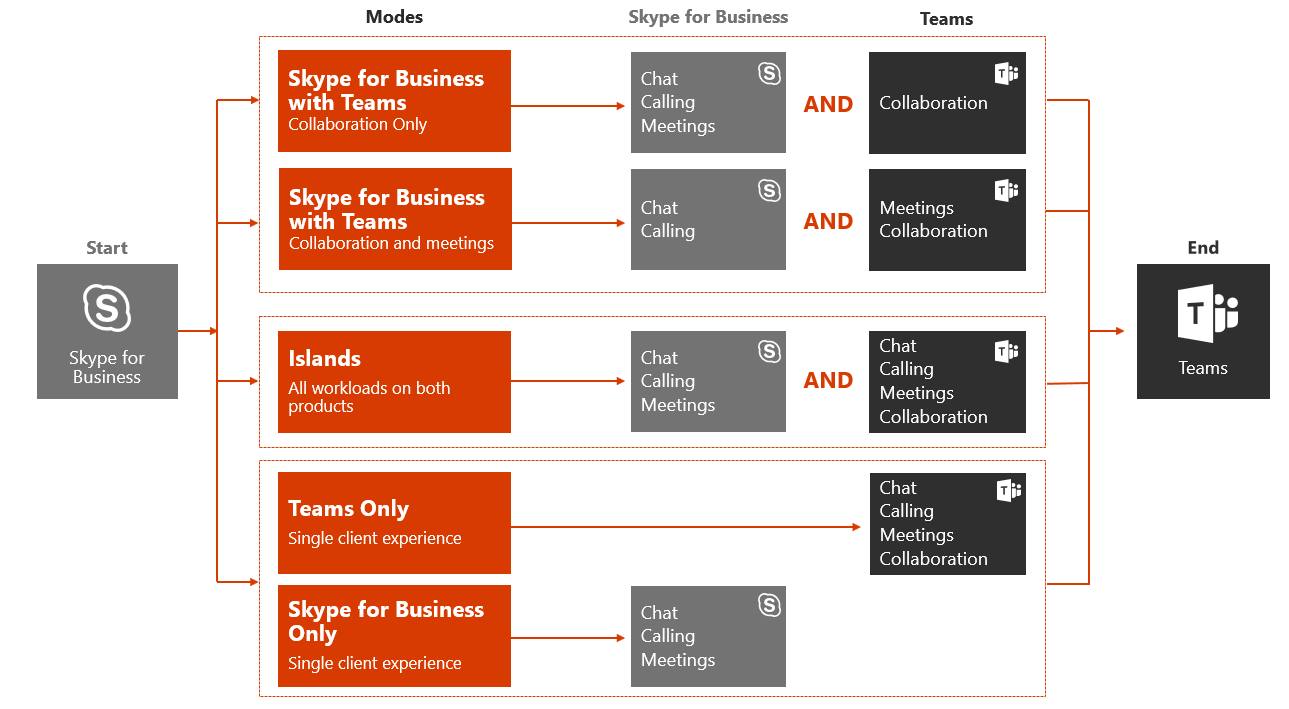 Modes
Skype for Business
Teams
Skype for Business
with Teams
Collaboration Only
Chat
Calling
Meetings
AND
Collaboration
Skype for Business
with Teams
Collaboration and meetings
Chat
Calling
AND
Meetings
Collaboration
Start
Skype for
Business
Islands
All workloads on both
products
Chat
Calling
Meetings
AND
Chat
Calling
Meetings
Collaboration
End
Teams
Teams Only
Single client experience
Chat
Calling
Meetings
Collaboration
Skype for Business
Only
Single client experience
Chat
Calling
Meetings